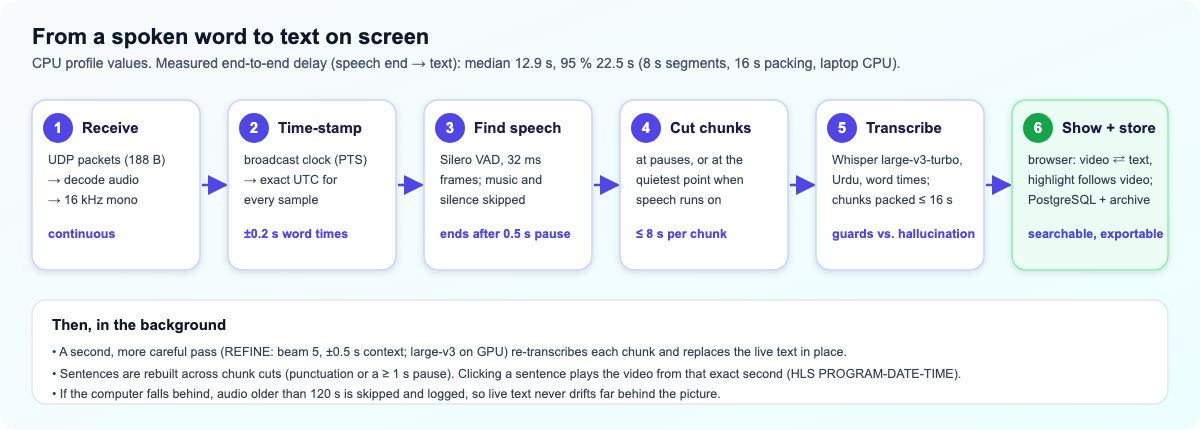 From a spoken word to text on screen
CPU profile values. Measured end-to-end delay (speech end → text): median 12.9 s, 95 % 22.5 s (8 s segments, 16 s packing, laptop CPU).
1 Receive
UDP packets (188 B)
→ decode audio
→ 16 kHz mono
continuous
2 Time-stamp
broadcast clock (PTS)
→ exact UTC for
every sample
±0.2 s word times
3 Find speech
Silero VAD, 32 ms
frames; music and
silence skipped
ends after 0.5 s pause
4 Cut chunks
at pauses, or at the
quietest point when
speech runs on
≤ 8 s per chunk
5 Transcribe
Whisper large-v3-turbo,
Urdu, word times;
chunks packed ≤ 16 s
guards vs. hallucination
6 Show + store
browser: video ⇄ text,
highlight follows video;
PostgreSQL + archive
searchable, exportable
Then, in the background
• A second, more careful pass (REFINE: beam 5, ±0.5 s context; large-v3 on GPU) re-transcribes each chunk and replaces the live text in place.
• Sentences are rebuilt across chunk cuts (punctuation or a ≥ 1 s pause). Clicking a sentence plays the video from that exact second (HLS PROGRAM-DATE-TIME).
• If the computer falls behind, audio older than 120 s is skipped and logged, so live text never drifts far behind the picture.